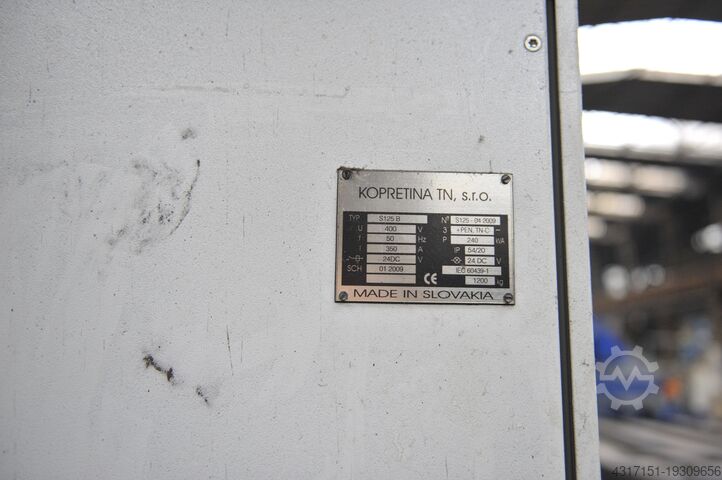 KOPRETINA TN, s.r.o.
TYP S125 B Nº S125 - 04 2009
U 400 V 3 +PEN, TN-C ~
f 50 Hz P 240 kVA
I 350 A IP 54/20
24DC V 24 DC V
SCH 01 2009 IEC 60439-1
CE 1200 kg
MADE IN SLOVAKIA
4317151-19309656